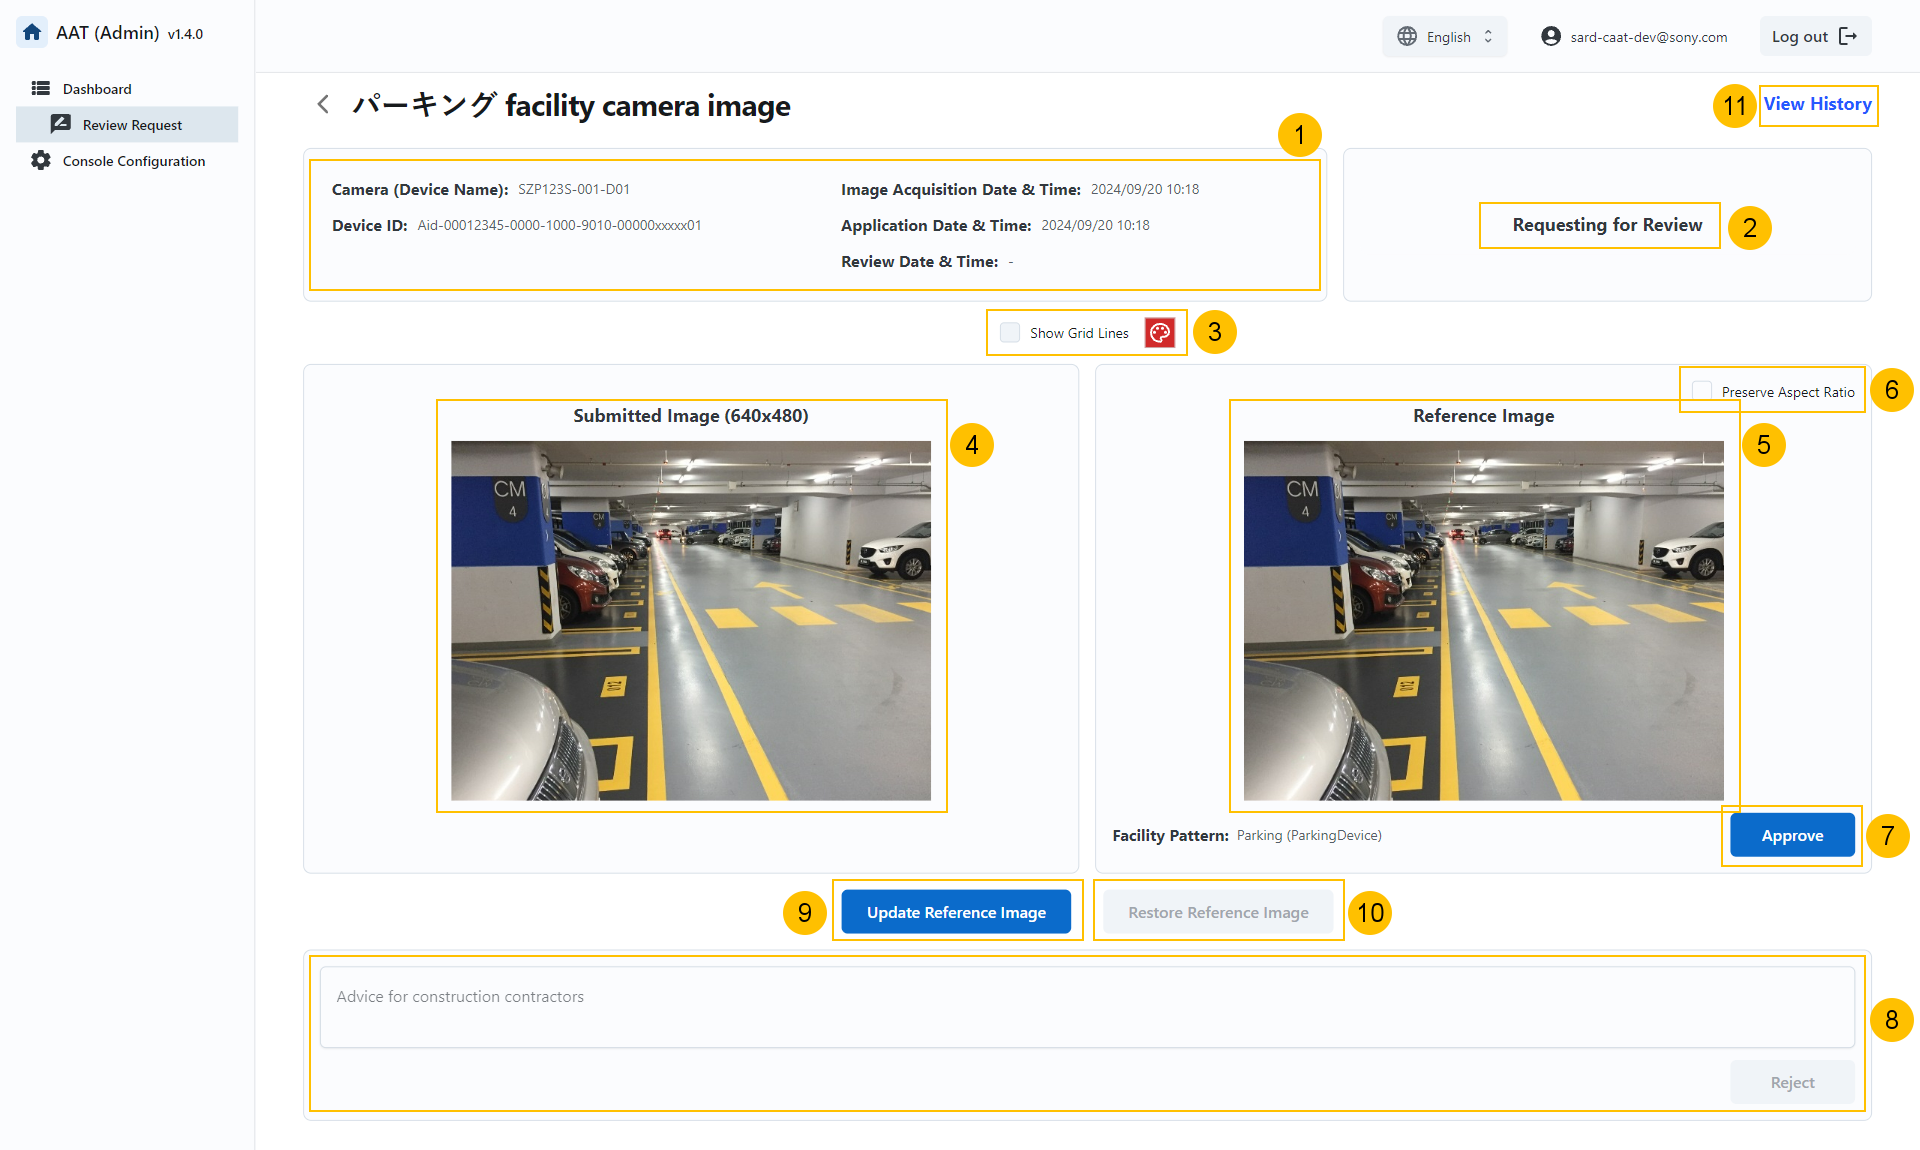 AAT (Admin) v1.4.0
English
sard-caat-dev@sony.com
Log out
Dashboard
Review Request
Console Configuration
パーキング facility camera image
11
View History
1
Camera (Device Name): SZP123S-001-D01
Image Acquisition Date & Time: 2024/09/20 10:18
Device ID: Aid-00012345-0000-1000-9010-00000xxxxx01
Application Date & Time: 2024/09/20 10:18
Review Date & Time: -
Requesting for Review
2
Show Grid Lines
3
Preserve Aspect Ratio
6
Submitted Image (640x480)
4
Reference Image
5
CM
4
CM
4
CM
4
CM
4
Facility Pattern: Parking (ParkingDevice)
Approve
7
9
Update Reference Image
Restore Reference Image
10
Advice for construction contractors
8
Reject